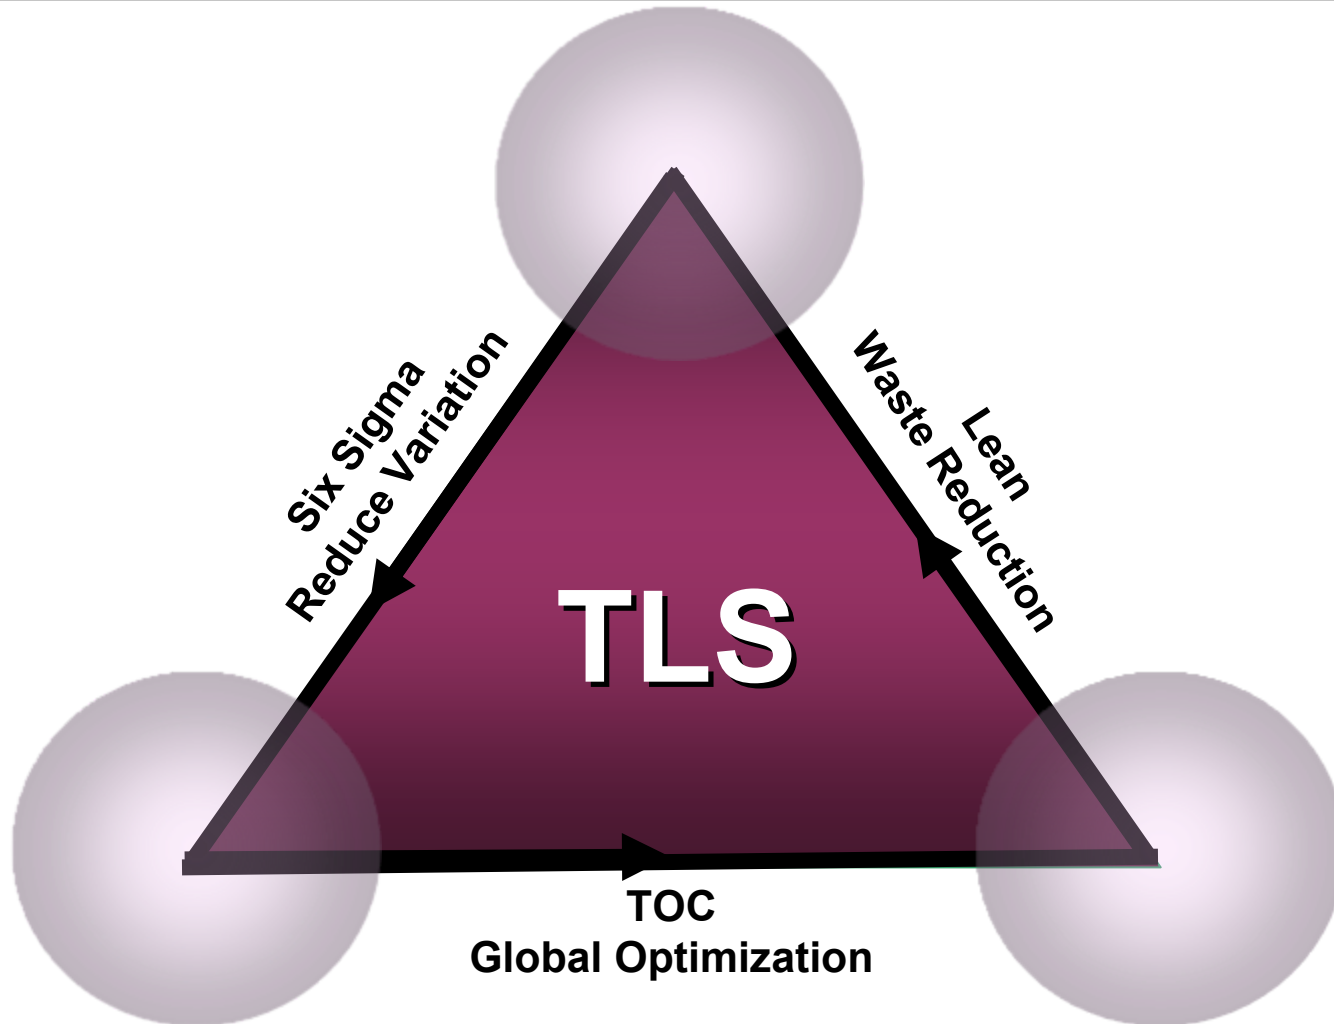 Six Sigma
Reduce Variation
Lean
Waste Reduction
TLS
TOC
Global Optimization